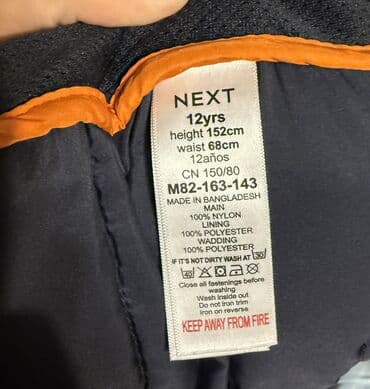 NEXT
12yrs
height 152cm
waist 68cm
12años
CN 150/80
M82-163-143
MADE IN BANGLADESH
MAIN
100% NYLON
LINING
100% POLYESTER
WADDING
100% POLYESTER
IF IT'S NOT DIRTY WASH AT 30
Close all fastenings before
washing
Wash inside out
Do not iron trim
Iron on reverse
KEEP AWAY FROM FIRE